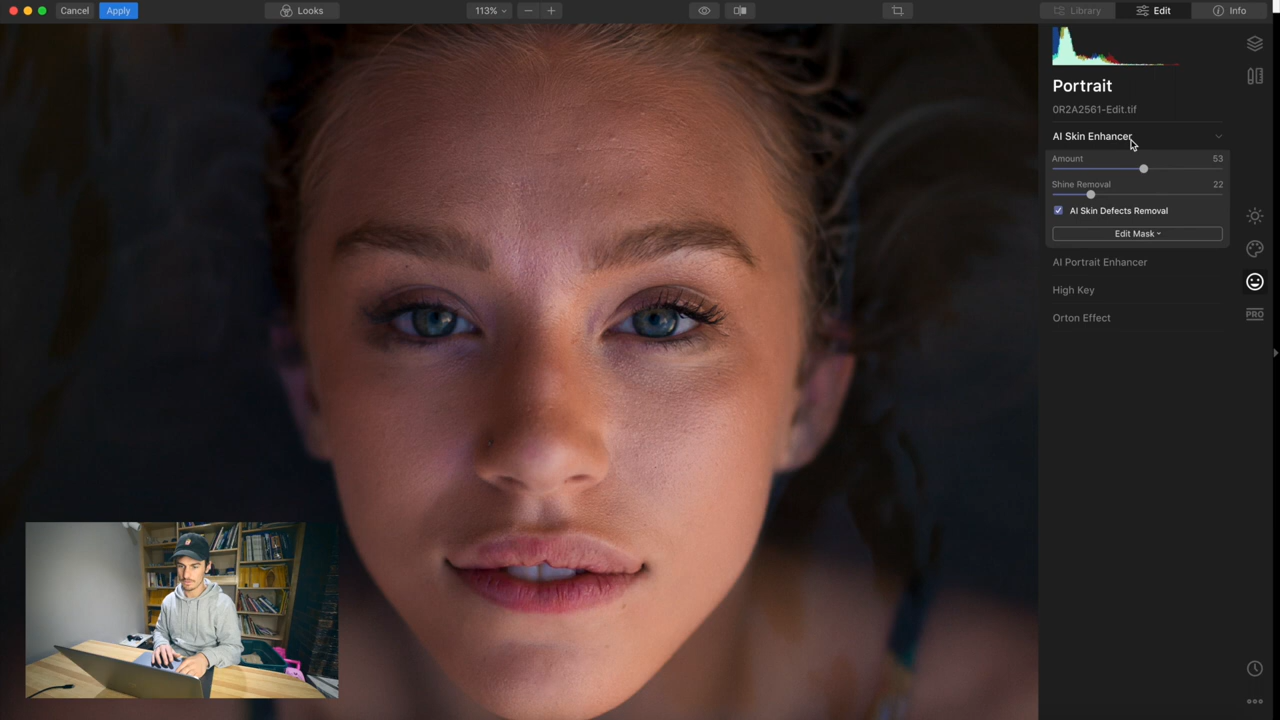 Cancel
Apply
Looks
113%
Library
Edit
Info
Portrait
0R2A2561-Edit.tif
AI Skin Enhancer
Amount 53
Shine Removal 22
AI Skin Defects Removal
Edit Mask
AI Portrait Enhancer
High Key
PRO
Orton Effect